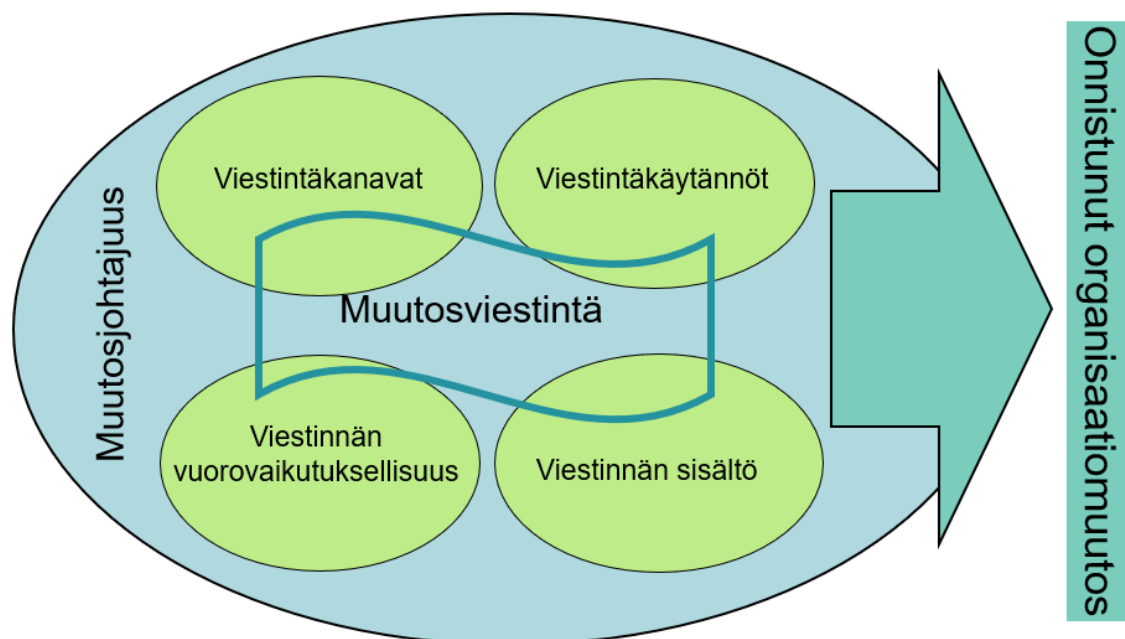 Muutosjohtajuus
Viestintäkanavat
Viestintäkäytännöt
Muutosviestintä
Viestinnän
vuorovaikutuksellisuus
Viestinnän sisältö
Onnistunut organisaatiomuutos